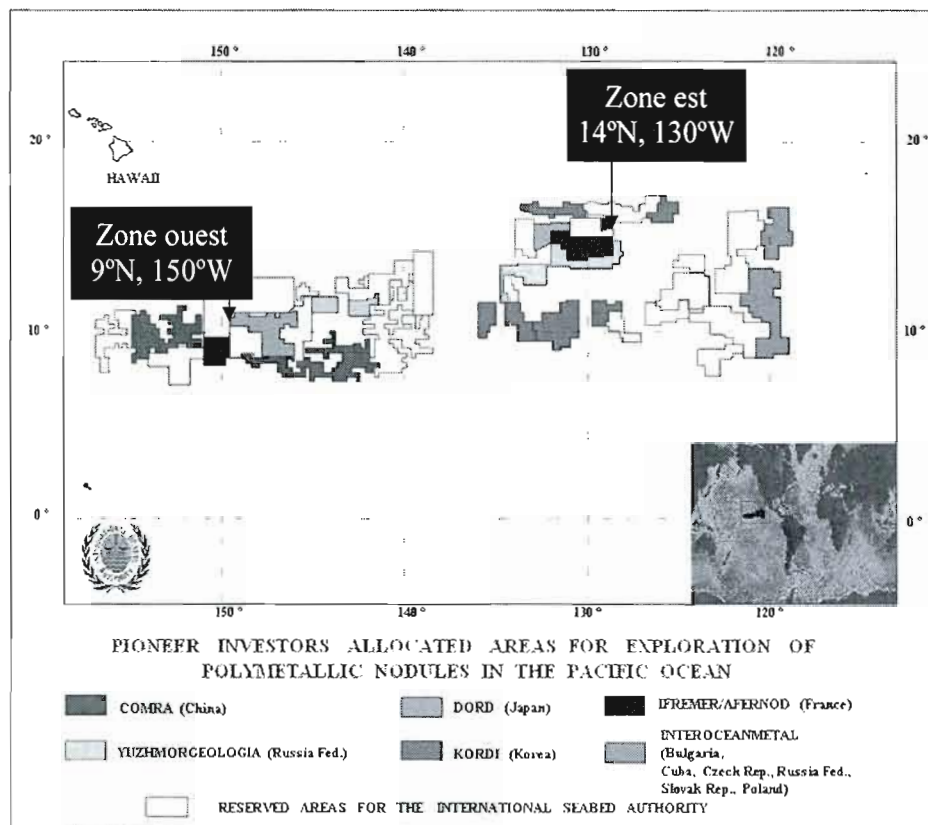 150 °
140 °
130 °
120 °
Zone est
14ºN, 130ºW
20 °
20 °
HAWAII
Zone ouest
9ºN, 150ºW
10 °
10 °
0 °
0 °
150 °
140 °
130 °
120 °
PIONEER INVESTORS ALLOCATED AREAS FOR EXPLORATION OF
POLYMETALLIC NODULES IN THE PACIFIC OCEAN
COMRA (China)
DORD (Japan)
IFREMER/AFERNOD (France)
YUZHMORGEOLOGIA (Russia Fed.)
KORDI (Korea)
INTEROCEANMETAL
(Bulgaria,
Cuba, Czech Rep., Russia Fed.,
Slovak Rep., Poland)
RESERVED AREAS FOR THE INTERNATIONAL SEABED AUTHORITY